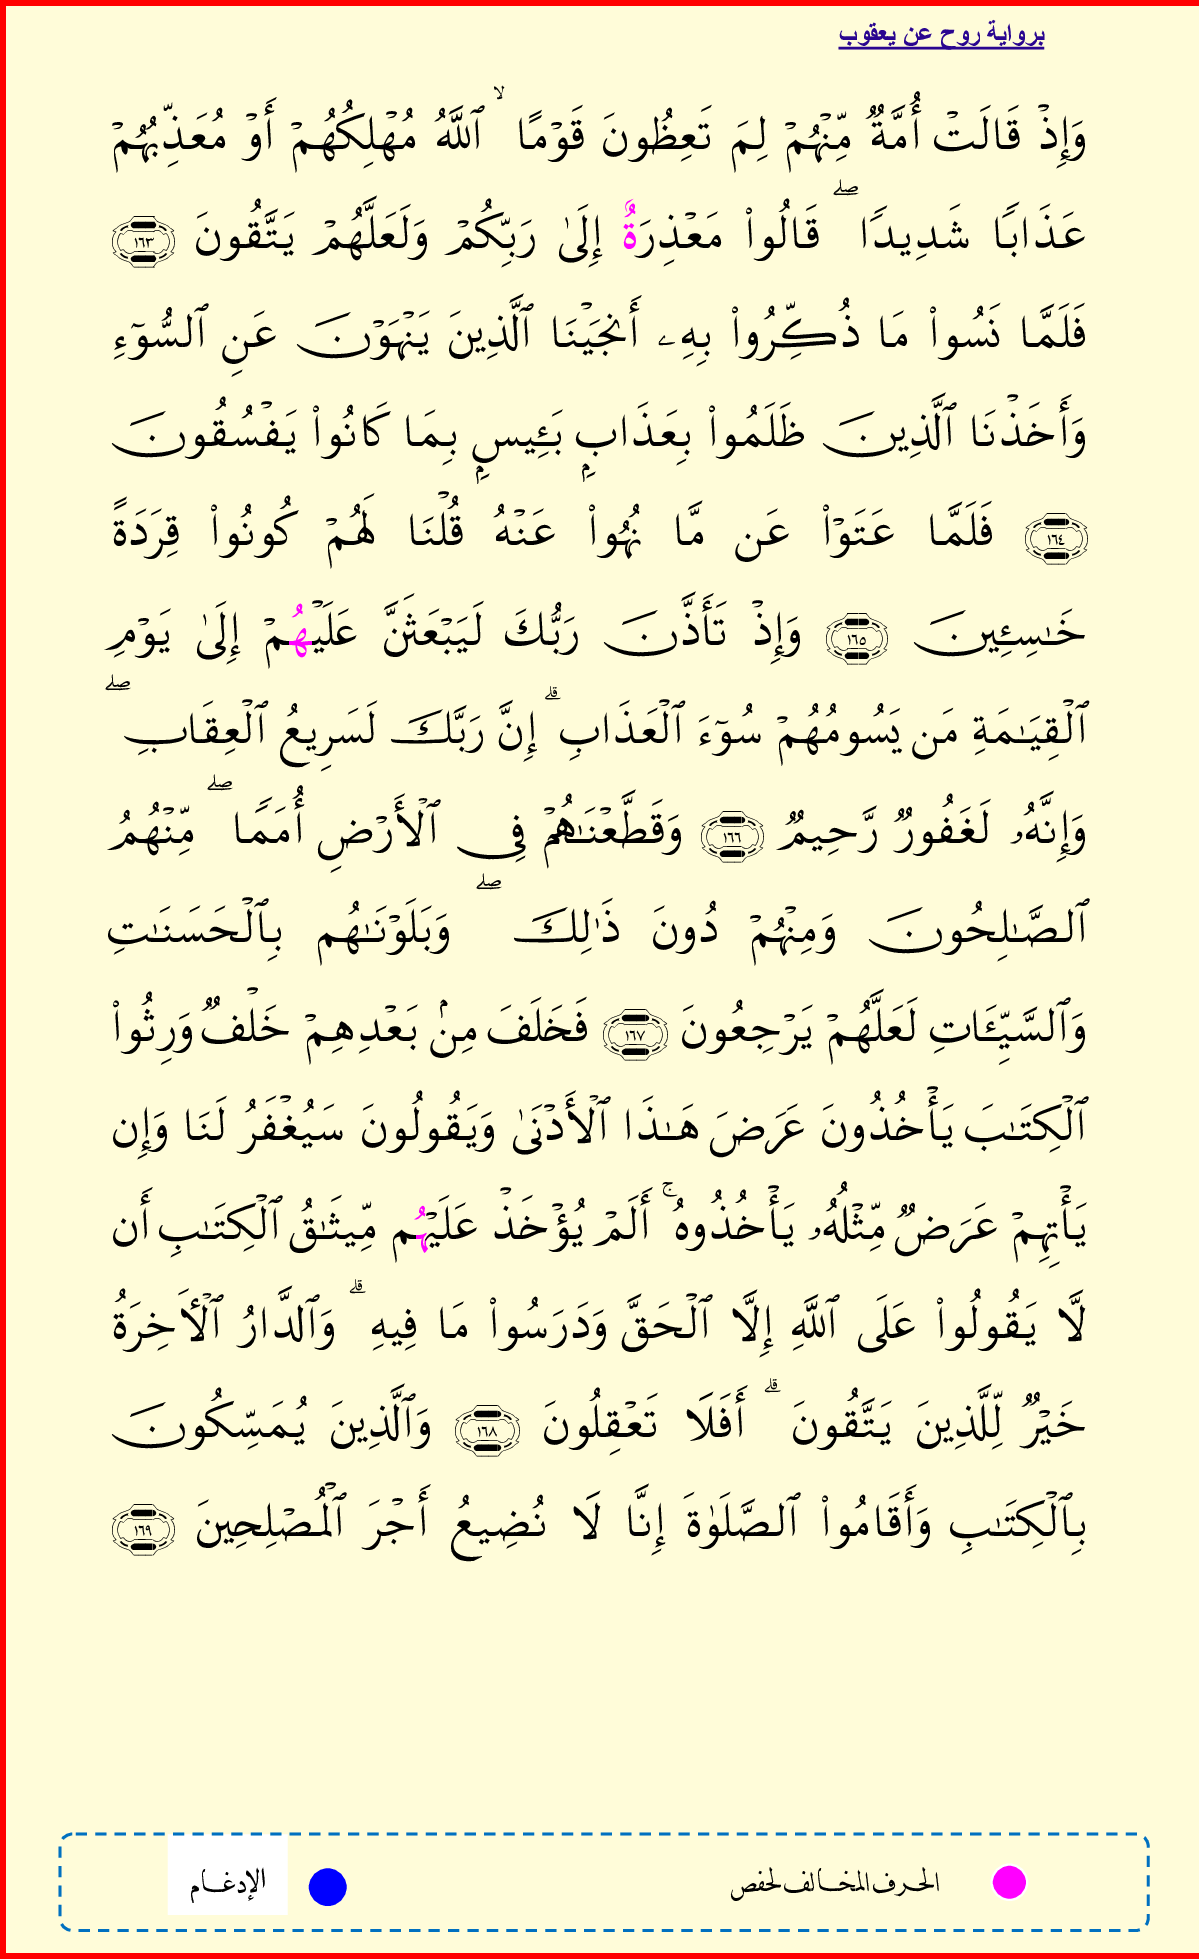 برواية روح عن يعقوب
وَإِذۡ قَالَتۡ أُمَّةٞ مِّنۡهُمۡ لِمَ تَعِظُونَ قَوۡمًا ۙ ٱللَّهُ مُهۡلِكُهُمۡ أَوۡ مُعَذِّبُهُمۡ
عَذَابٗا شَدِيدٗاۖ قَالُواْ مَعۡذِرَةٌ إِلَىٰ رَبِّكُمۡ وَلَعَلَّهُمۡ يَتَّقُونَ ١٦٣
فَلَمَّا نَسُواْ مَا ذُكِّرُواْ بِهِۦ أَنجَيۡنَا ٱلَّذِينَ يَنۡهَوۡنَ عَنِ ٱلسُّوٓءِ
وَأَخَذۡنَا ٱلَّذِينَ ظَلَمُواْ بِعَذَابِۭ بَـِٔيسِۭ بِمَا كَانُواْ يَفۡسُقُونَ
١٦٤ فَلَمَّا عَتَوۡاْ عَن مَّا نُهُواْ عَنۡهُ قُلۡنَا لَهُمۡ كُونُواْ قِرَدَةً
خَٰسِـِٔينَ ١٦٥ وَإِذۡ تَأَذَّنَ رَبُّكَ لَيَبۡعَثَنَّ عَلَيۡهُمۡ إِلَىٰ يَوۡمِ
ٱلۡقِيَٰمَةِ مَن يَسُومُهُمۡ سُوٓءَ ٱلۡعَذَابِۗ إِنَّ رَبَّكَ لَسَرِيعُ ٱلۡعِقَابِۖ
وَإِنَّهُۥ لَغَفُورٞ رَّحِيمٞ ١٦٦ وَقَطَّعۡنَٰهُمۡ فِي ٱلۡأَرۡضِ أُمَمٗاۖ مِّنۡهُمُ
ٱلصَّٰلِحُونَ وَمِنۡهُمۡ دُونَ ذَٰلِكَۖ وَبَلَوۡنَٰهُم بِٱلۡحَسَنَٰتِ
وَٱلسَّيِّـَٔاتِ لَعَلَّهُمۡ يَرۡجِعُونَ ١٦٧ فَخَلَفَ مِنۢ بَعۡدِهِمۡ خَلۡفٞ وَرِثُواْ
ٱلۡكِتَٰبَ يَأۡخُذُونَ عَرَضَ هَٰذَا ٱلۡأَدۡنَىٰ وَيَقُولُونَ سَيُغۡفَرُ لَنَا وَإِن
يَأۡتِهِمۡ عَرَضٞ مِّثۡلُهُۥ يَأۡخُذُوهُۚ أَلَمۡ يُؤۡخَذۡ عَلَيۡهُم مِّيثَٰقُ ٱلۡكِتَٰبِ أَن
لَّا يَقُولُواْ عَلَى ٱللَّهِ إِلَّا ٱلۡحَقَّ وَدَرَسُواْ مَا فِيهِۗ وَٱلدَّارُ ٱلۡأٓخِرَةُ
خَيۡرٞ لِّلَّذِينَ يَتَّقُونَۗ أَفَلَا تَعۡقِلُونَ ١٦٨ وَٱلَّذِينَ يُمَسِّكُونَ
بِٱلۡكِتَٰبِ وَأَقَامُواْ ٱلصَّلَوٰةَ إِنَّا لَا نُضِيعُ أَجۡرَ ٱلۡمُصۡلِحِينَ ١٦٩
الحرف المخالف لحفص
الإدغام